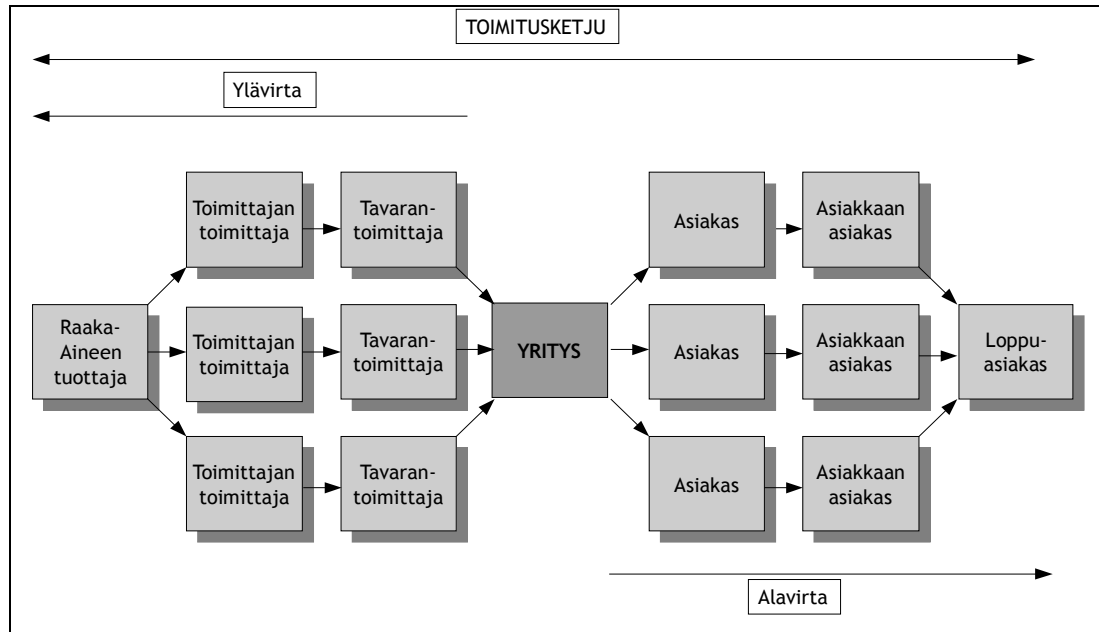 TOIMITUSKETJU
Ylävirta
Toimittajan
toimittaja
Tavaran-
toimittaja
Asiakas
Asiakkaan
asiakas
Raaka-
Aineen
tuottaja
Toimittajan
toimittaja
Tavaran-
toimittaja
YRITYS
Asiakas
Asiakkaan
asiakas
Loppu-
asiakas
Toimittajan
toimittaja
Tavaran-
toimittaja
Asiakas
Asiakkaan
asiakas
Alavirta